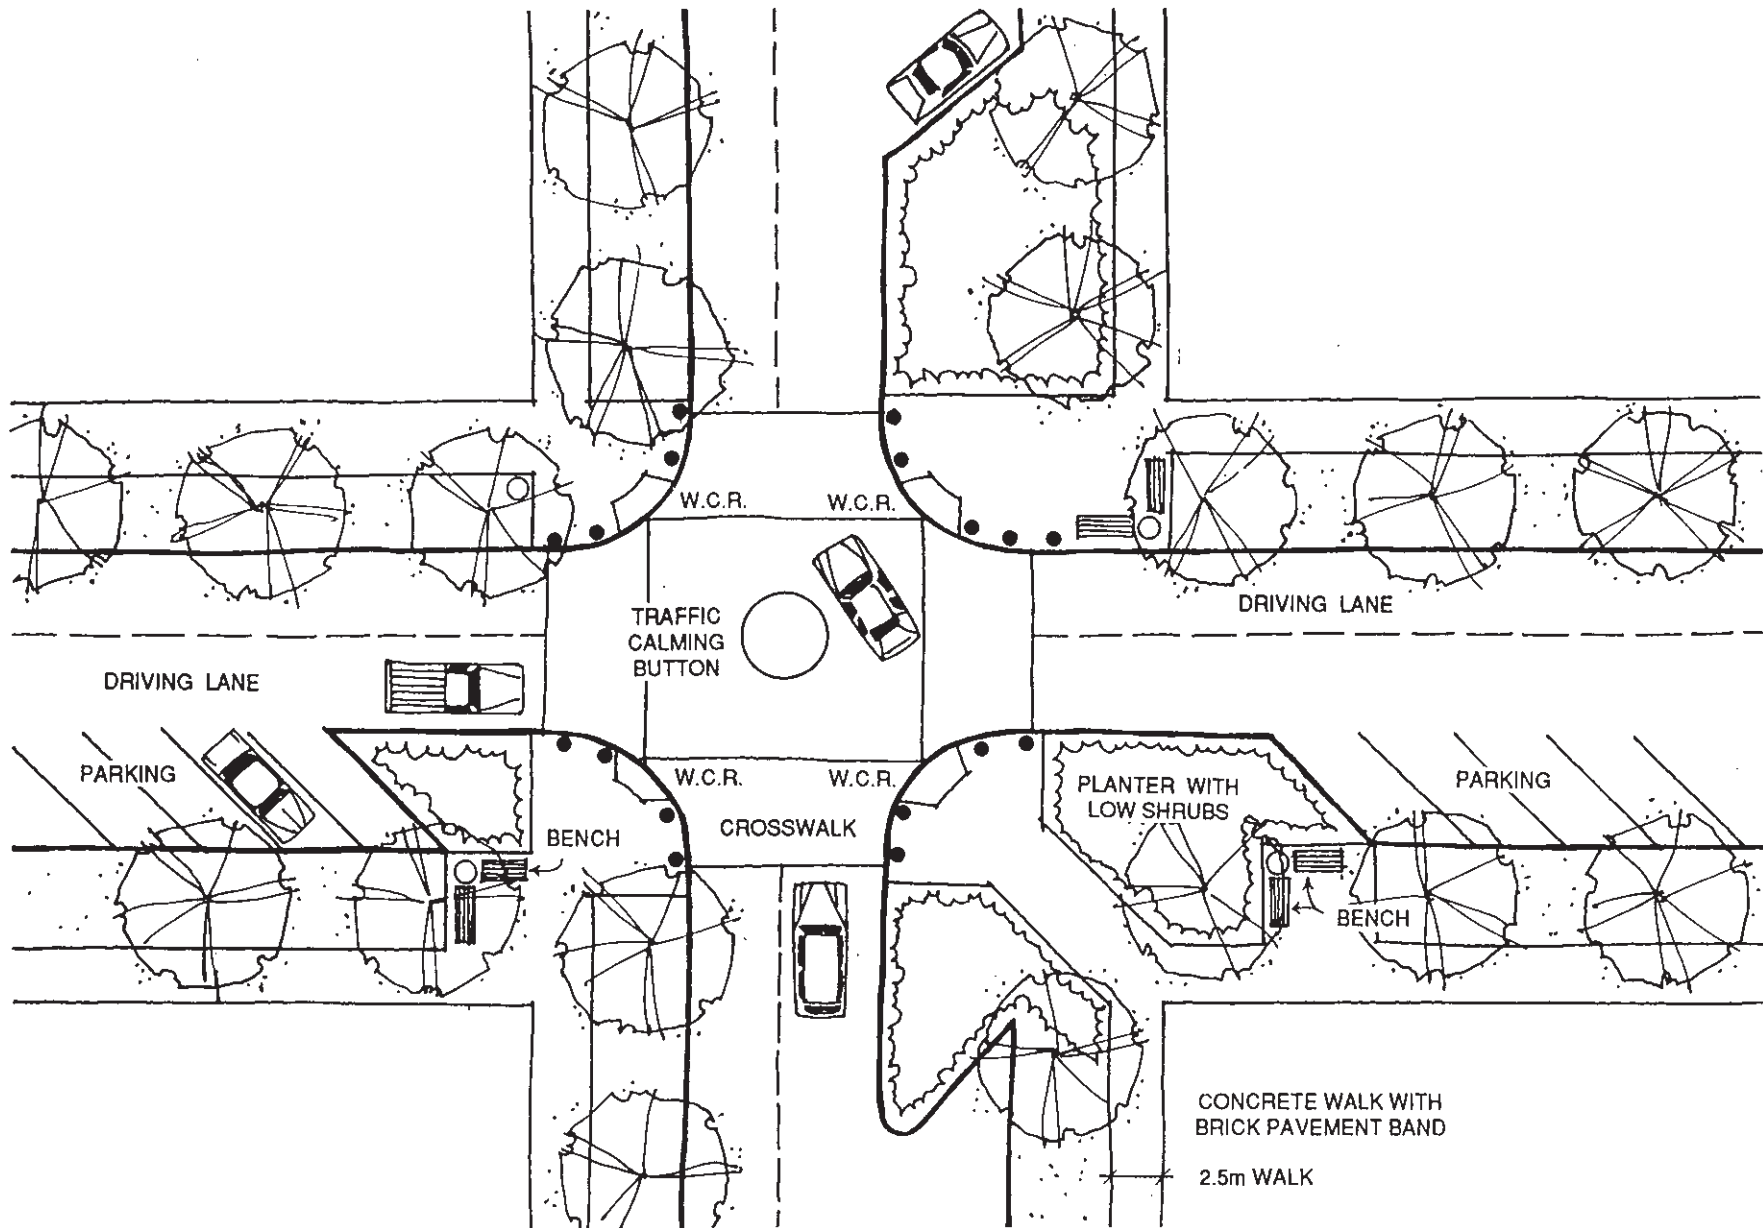 W.C.R.
W.C.R.
DRIVING LANE
TRAFFIC
CALMING
BUTTON
DRIVING LANE
PARKING
W.C.R.
W.C.R.
PLANTER WITH
LOW SHRUBS
PARKING
CROSSWALK
BENCH
BENCH
CONCRETE WALK WITH
BRICK PAVEMENT BAND
2.5m WALK